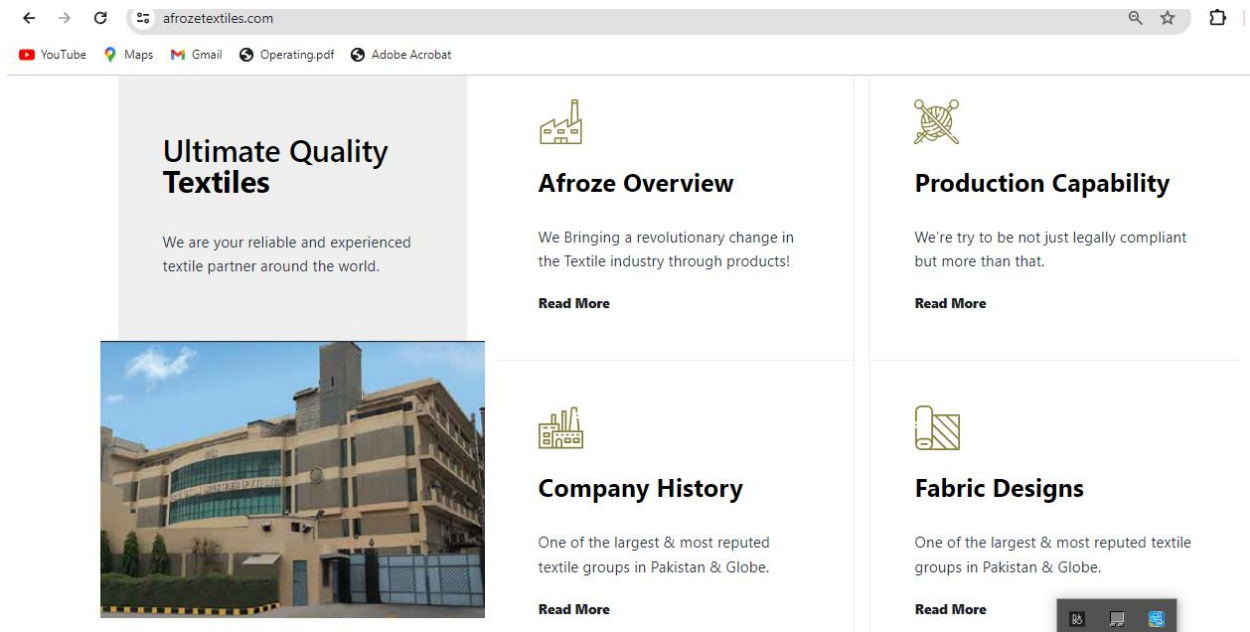 afrozetextiles.com
YouTube Maps Gmail Operating.pdf Adobe Acrobat
Ultimate Quality
Textiles
We are your reliable and experienced
textile partner around the world.
Afroze Overview
We Bringing a revolutionary change in
the Textile industry through products!
Read More
Production Capability
We're try to be not just legally compliant
but more than that.
Read More
Company History
One of the largest & most reputed
textile groups in Pakistan & Globe.
Read More
Fabric Designs
One of the largest & most reputed textile
groups in Pakistan & Globe.
Read More